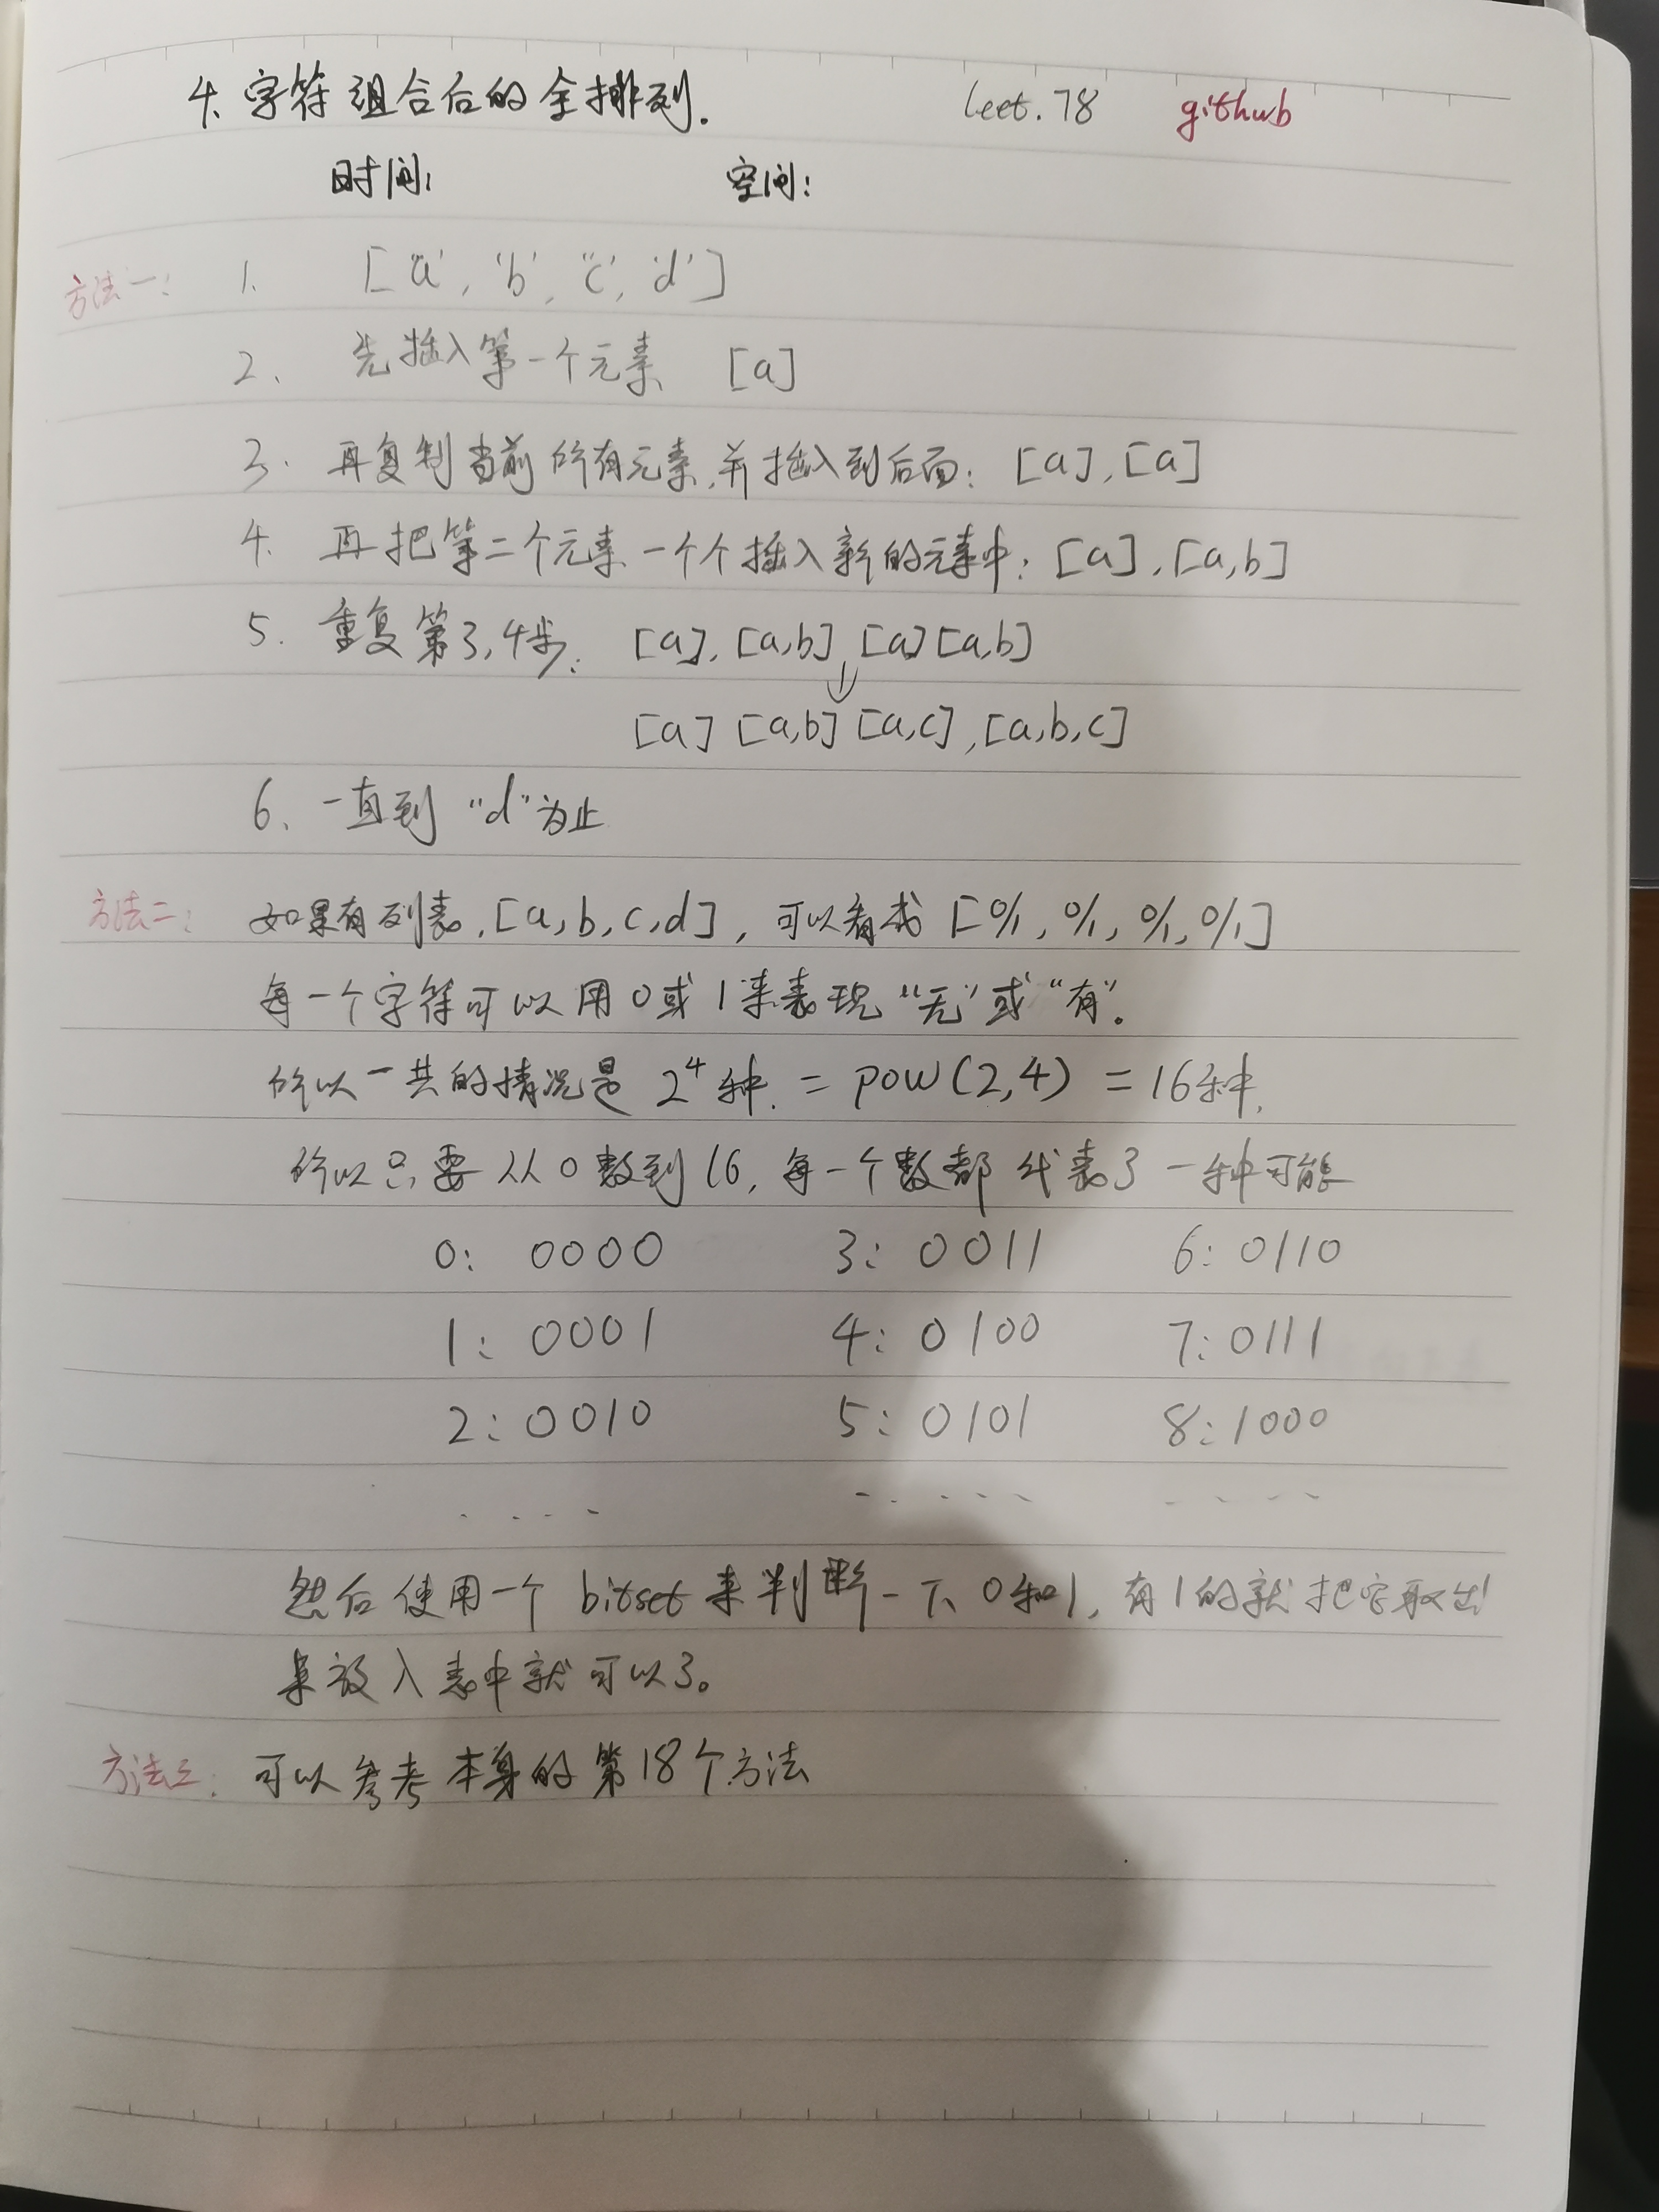 4、字符组合后的全排列. leet.78 github
时间: 空间:
方法一: 1. ["a', 'b', "c', 'd']
2、 先插入第一个元素 [a]
3. 再复制当前所有元素,并插入到后面: [a],[a]
4. 再把第二个元素一个个插入新的元素中: [a],[a,b]
5. 重复第3,4步: [a],[a,b],[a][a,b]
[a] [a,b] [a,c],[a,b,c]
6、一直到 "d"为止
方法二: 如果有列表,[a,b,c,d],可以看成 [0/1,0/1,0/1,0/1]
每一个字符可以用0或1来表现"无"或"有"。
所以一共的情况是 2⁴种. = pow(2,4) = 16种.
所以只要从0数到16,每一个数都代表了一种可能
0: 0000 3: 0011 6: 0110
1: 0001 4: 0100 7: 0111
2: 0010 5: 0101 8: 1000
然后使用一个 bitset 来判断一下0和1,有1的就把它取出
来放入表中就可以了。
方法三: 可以参考本身的第18个方法